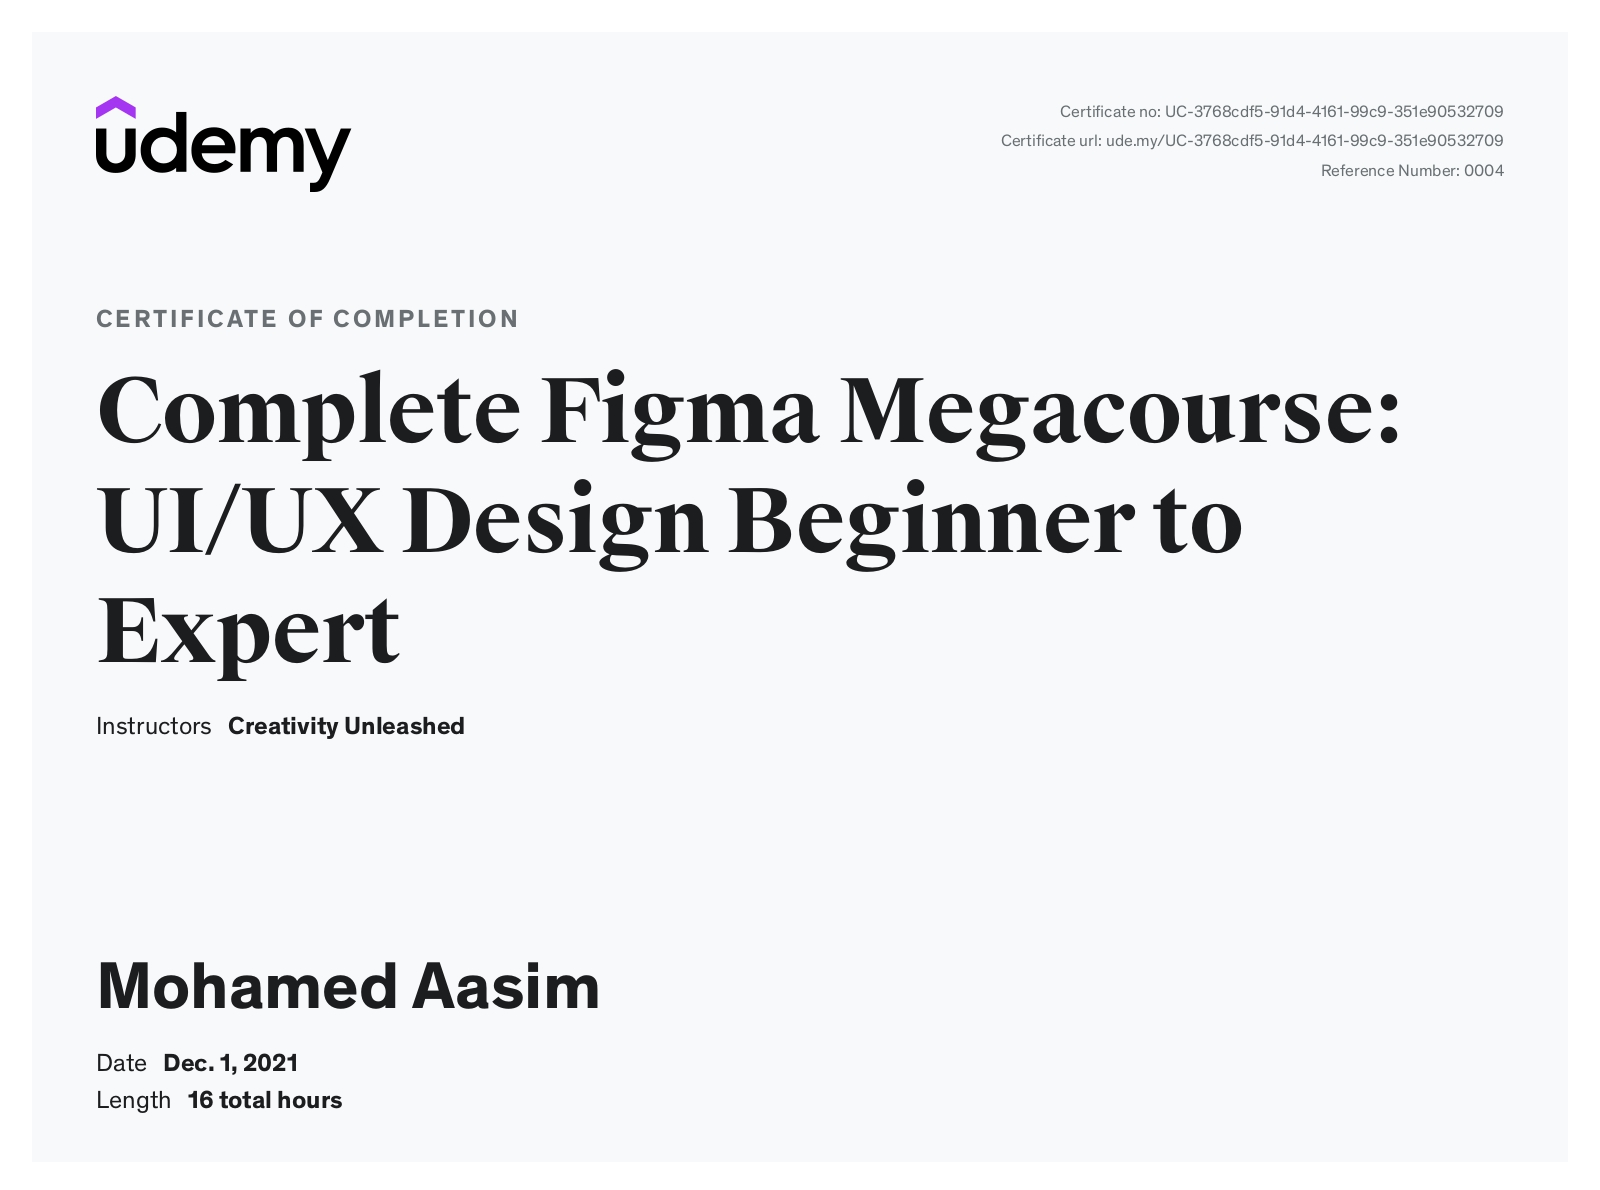 udemy
Certificate no: UC-3768cdf5-91d4-4161-99c9-351e90532709
Certificate url: ude.my/UC-3768cdf5-91d4-4161-99c9-351e90532709
Reference Number: 0004
CERTIFICATE OF COMPLETION
Complete Figma Megacourse:
UI/UX Design Beginner to
Expert
Instructors Creativity Unleashed
Mohamed Aasim
Date Dec. 1, 2021
Length 16 total hours